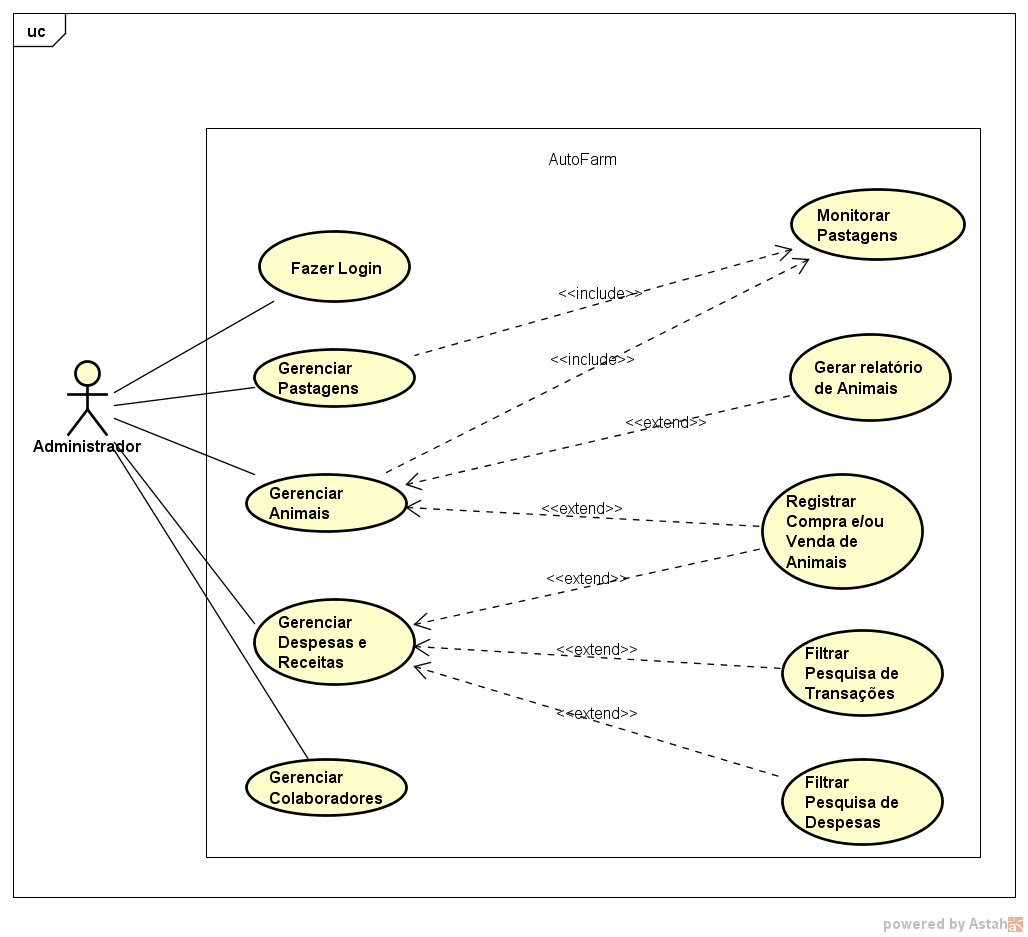 uc
AutoFarm
Monitorar
Pastagens
Fazer Login
<<include>>
Gerenciar
Pastagens
<<include>>
Gerar relatório
de Animais
Administrador
<<extend>>
Gerenciar
Animais
<<extend>>
Registrar
Compra e/ou
Venda de
Animais
<<extend>>
Gerenciar
Despesas e
Receitas
<<extend>>
Filtrar
Pesquisa de
Transações
<<extend>>
Gerenciar
Colaboradores
Filtrar
Pesquisa de
Despesas
powered by Astah